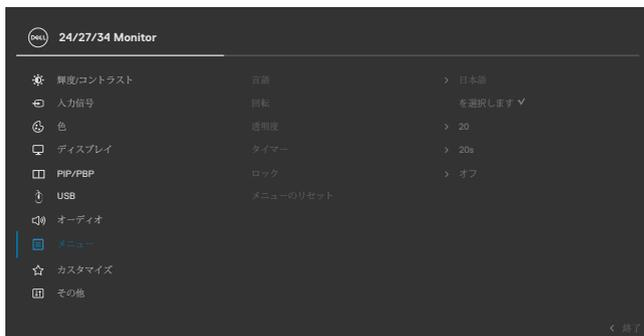 DELL 24/27/34 Monitor
輝度/コントラスト 言語 > 日本語
入力信号 回転 を選択します ✔
色 透明度 > 20
ディスプレイ タイマー > 20s
PIP/PBP ロック > オフ
USB メニューのリセット
オーディオ
メニュー
カスタマイズ
その他
< 終了